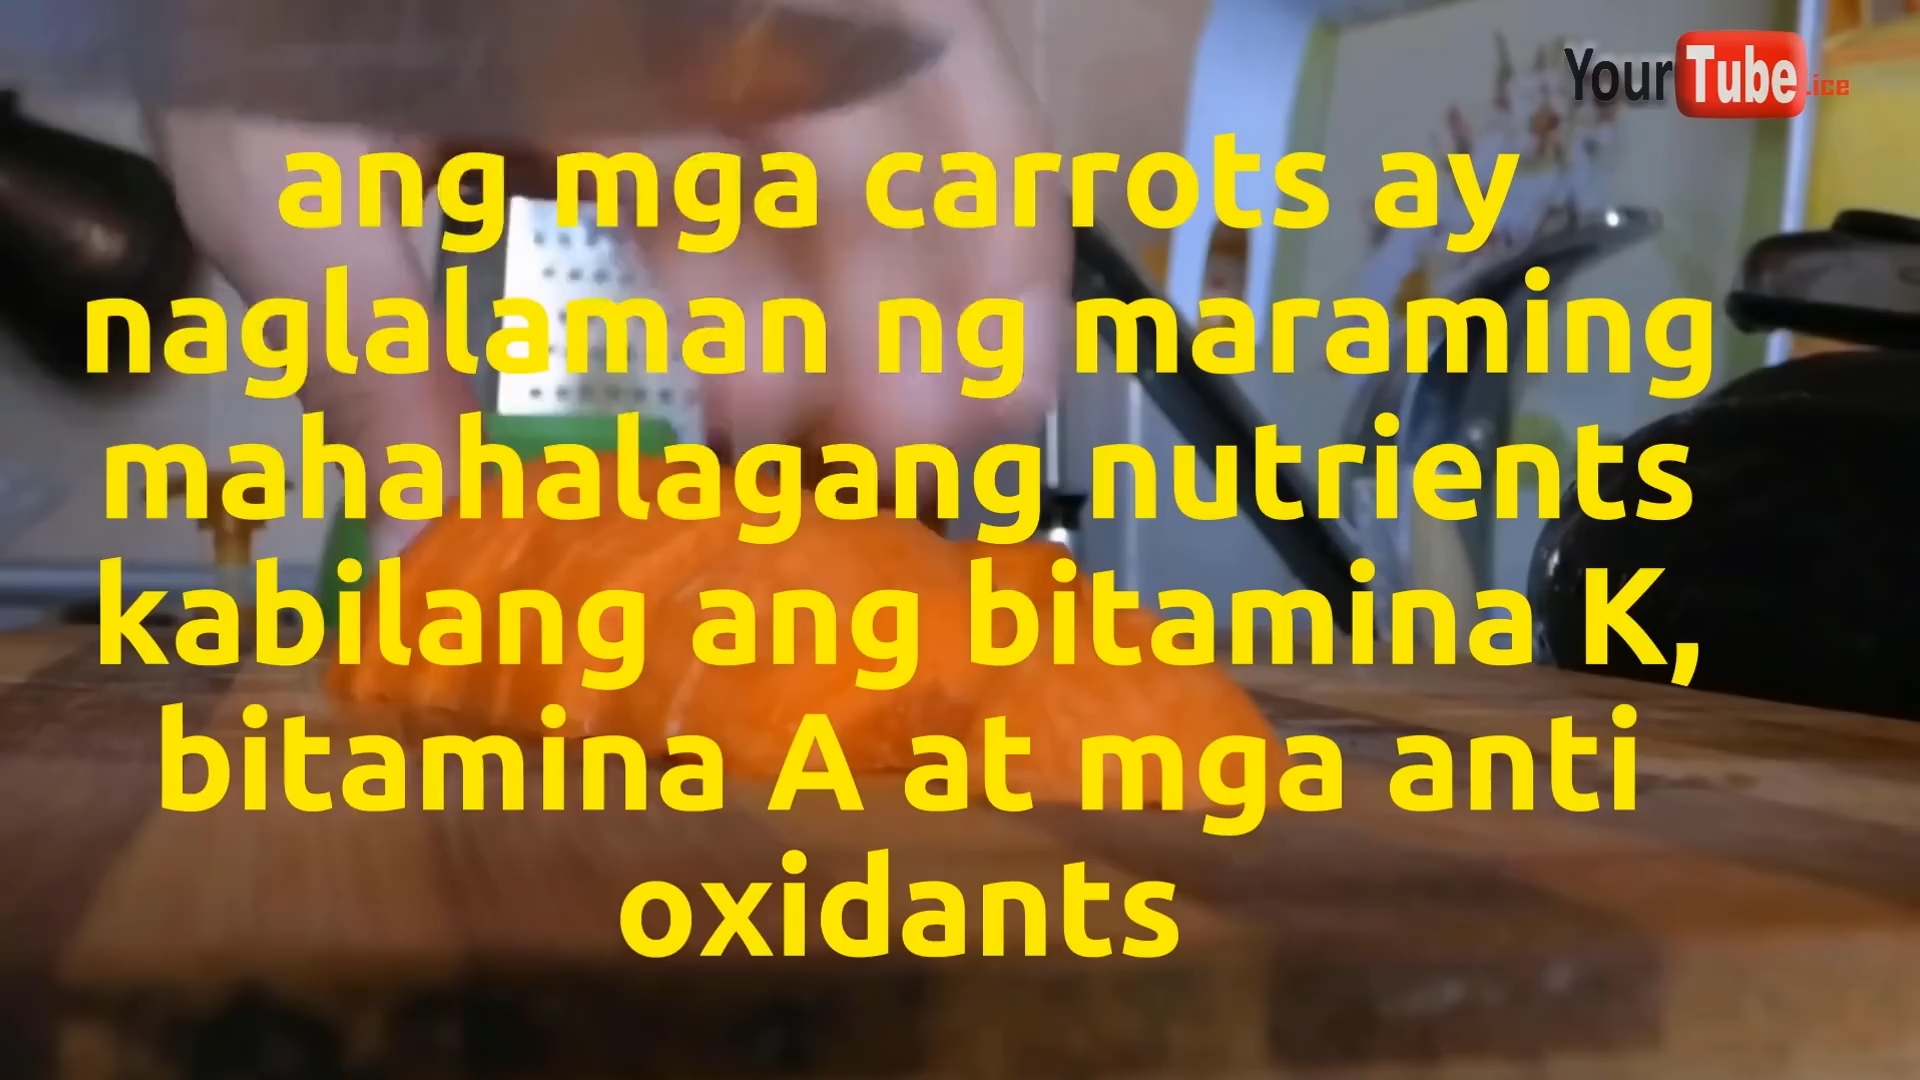 YourTube.ice
ang mga carrots ay
naglalaman ng maraming
mahahalagang nutrients
kabilang ang bitamina K,
bitamina A at mga anti
oxidants